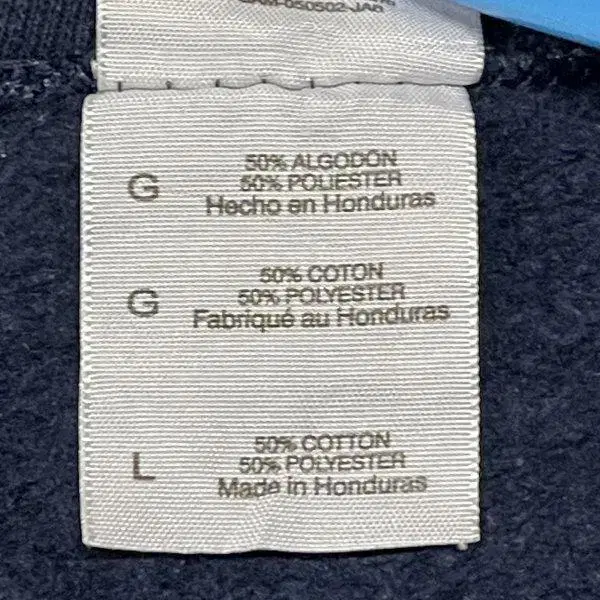 G
50% ALGODON
50% POLIESTER
Hecho en Honduras
G
50% COTON
50% POLYESTER
Fabriqué au Honduras
L
50% COTTON
50% POLYESTER
Made in Honduras